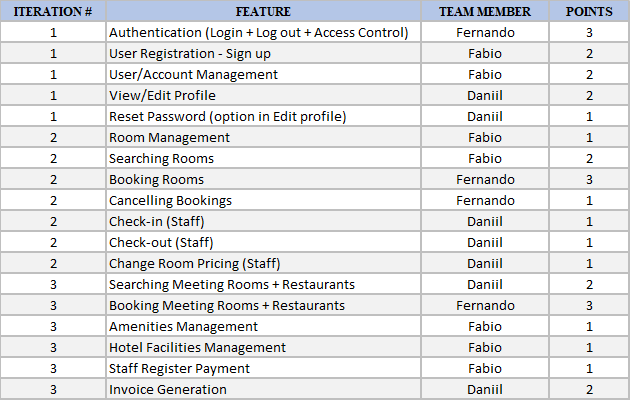 ITERATION # FEATURE TEAM MEMBER POINTS
1 Authentication (Login + Log out + Access Control) Fernando 3
1 User Registration - Sign up Fabio 2
1 User/Account Management Fabio 2
1 View/Edit Profile Daniil 2
1 Reset Password (option in Edit profile) Daniil 1
2 Room Management Fabio 1
2 Searching Rooms Fabio 2
2 Booking Rooms Fernando 3
2 Cancelling Bookings Fernando 1
2 Check-in (Staff) Daniil 1
2 Check-out (Staff) Daniil 1
2 Change Room Pricing (Staff) Daniil 1
3 Searching Meeting Rooms + Restaurants Daniil 2
3 Booking Meeting Rooms + Restaurants Fernando 3
3 Amenities Management Fabio 1
3 Hotel Facilities Management Fabio 1
3 Staff Register Payment Fabio 1
3 Invoice Generation Daniil 2